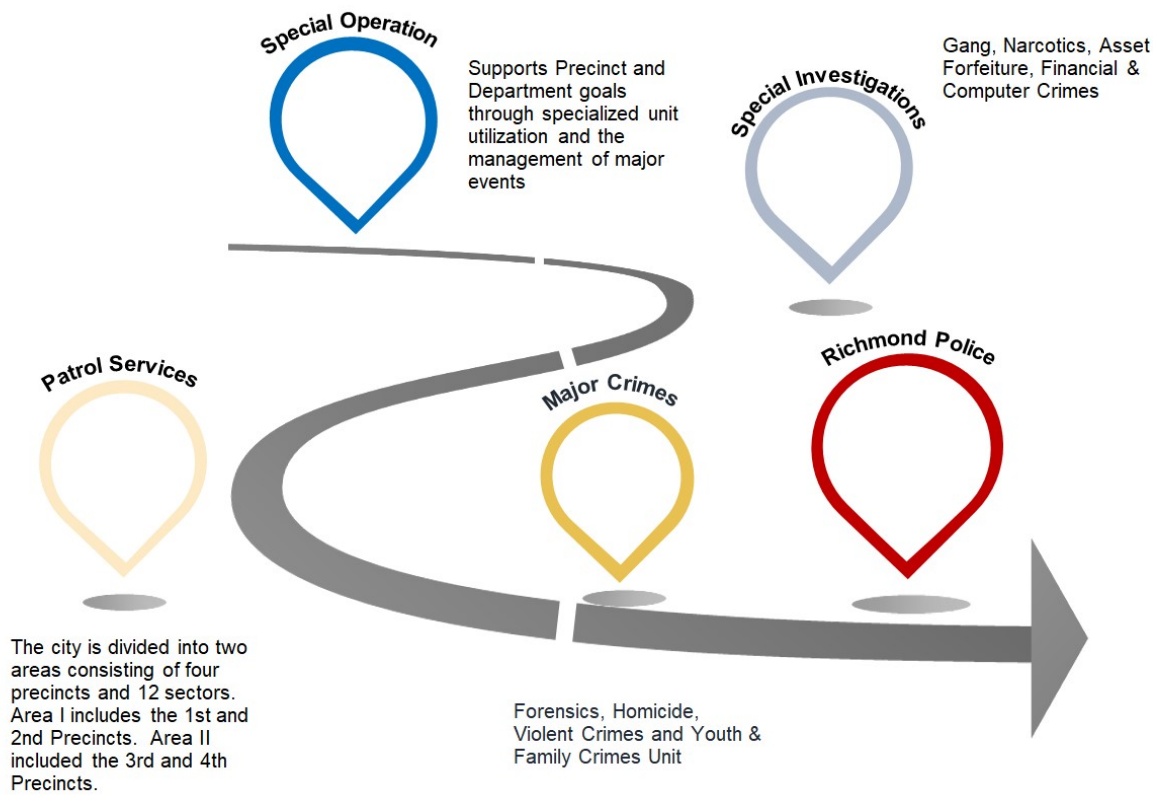 Special Operation
Supports Precinct and
Department goals
through specialized unit
utilization and the
management of major
events
Special Investigations
Gang, Narcotics, Asset
Forfeiture, Financial &
Computer Crimes
Patrol Services
The city is divided into two
areas consisting of four
precincts and 12 sectors.
Area I includes the 1st and
2nd Precincts.  Area II
included the 3rd and 4th
Precincts.
Major Crimes
Forensics, Homicide,
Violent Crimes and Youth &
Family Crimes Unit
Richmond Police